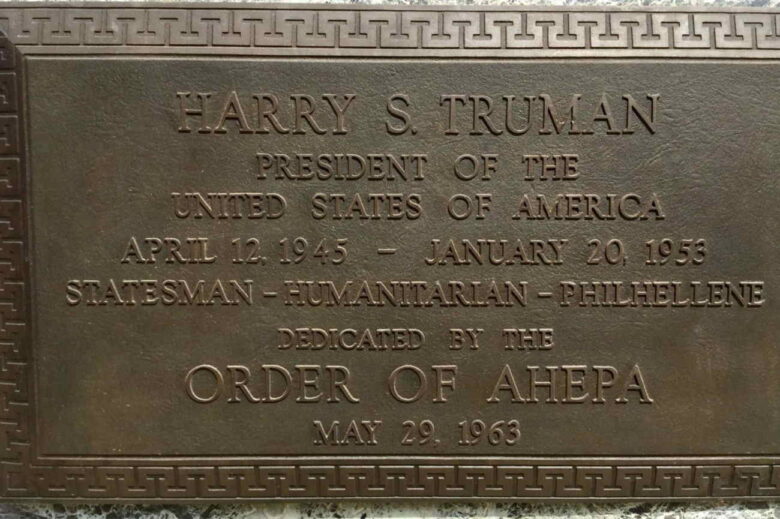 HARRY S. TRUMAN
PRESIDENT OF THE
UNITED STATES OF AMERICA
APRIL 12, 1945 – JANUARY 20, 1953
STATESMAN – HUMANITARIAN – PHILHELLENE
DEDICATED BY THE
ORDER OF AHEPA
MAY 29, 1963